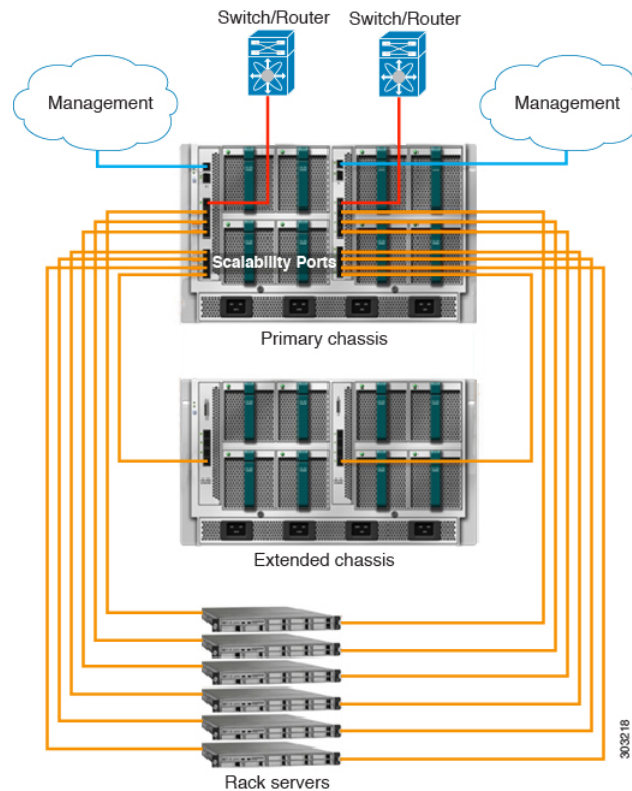 Switch/Router
Switch/Router
Management
Management
Scalability Ports
Primary chassis
Extended chassis
Rack servers
303218